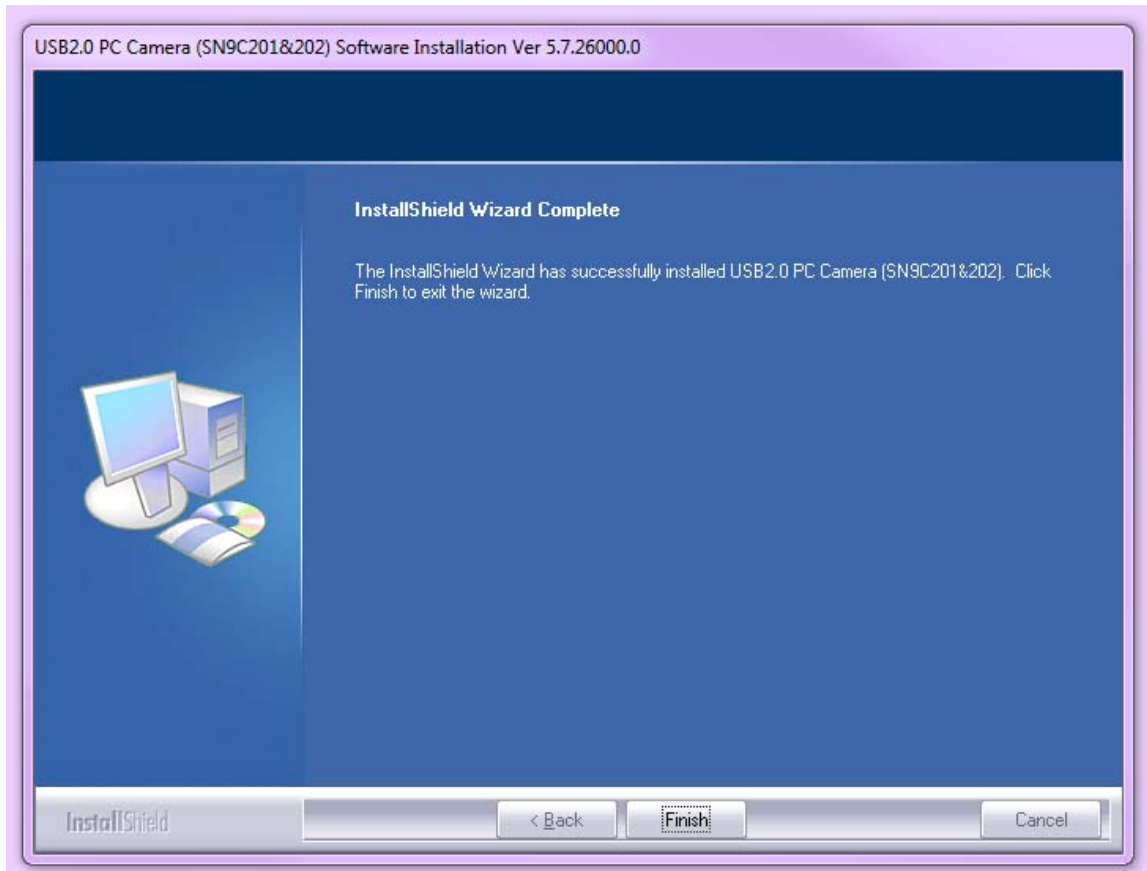 USB2.0 PC Camera (SN9C201&202) Software Installation Ver 5.7.26000.0
InstallShield Wizard Complete
The InstallShield Wizard has successfully installed USB2.0 PC Camera (SN9C201&202).  Click
Finish to exit the wizard.
InstallShield
< Back
Finish
Cancel